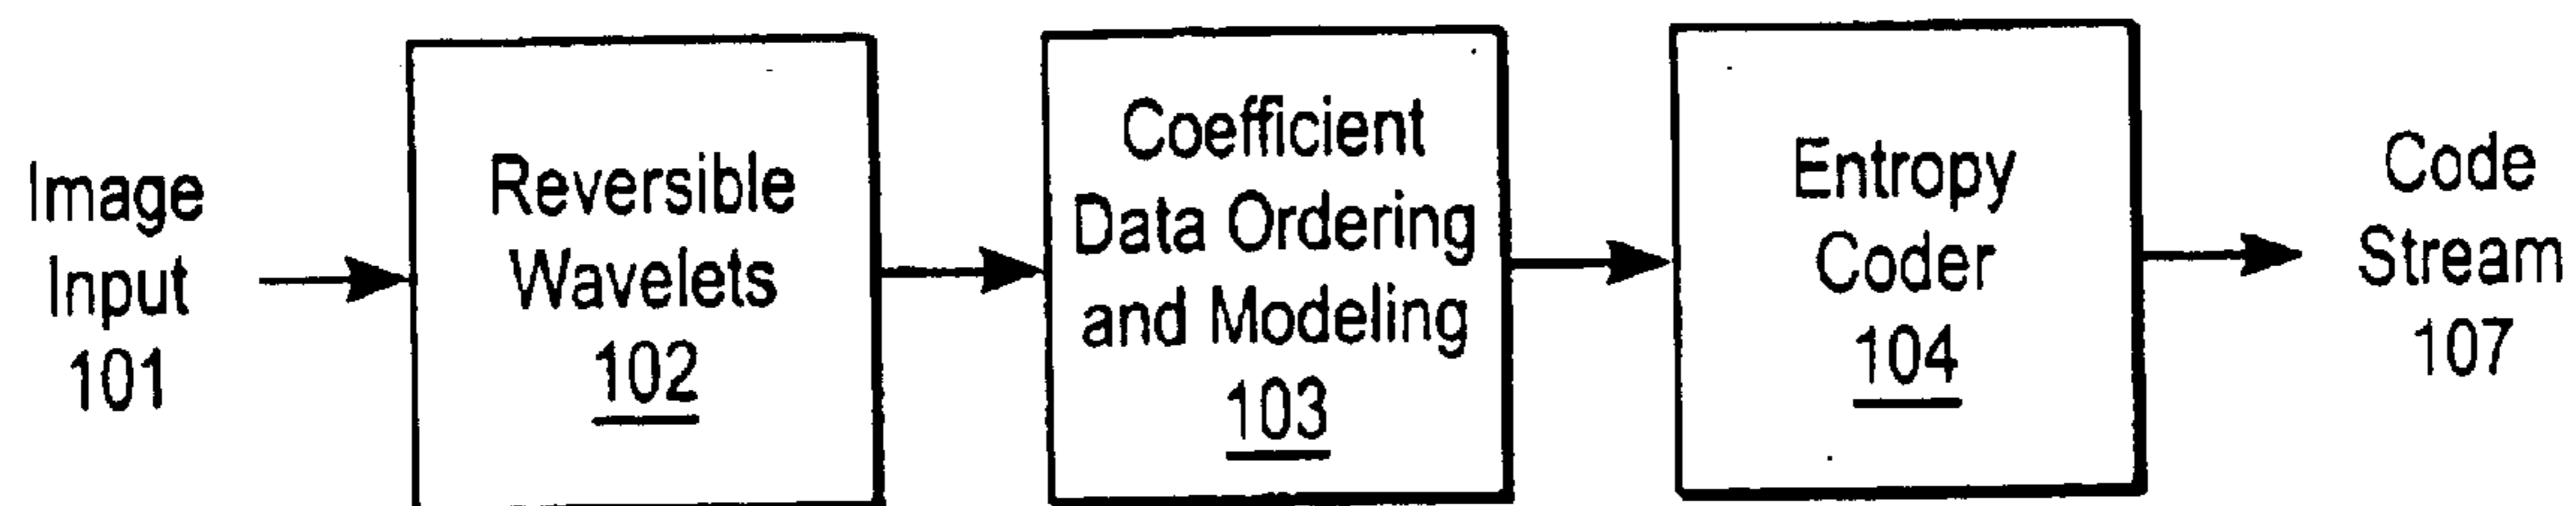 Image
Input
101
Reversible
Wavelets
102
Coefficient
Data Ordering
and Modeling
103
Entropy
Coder
104
Code
Stream
107